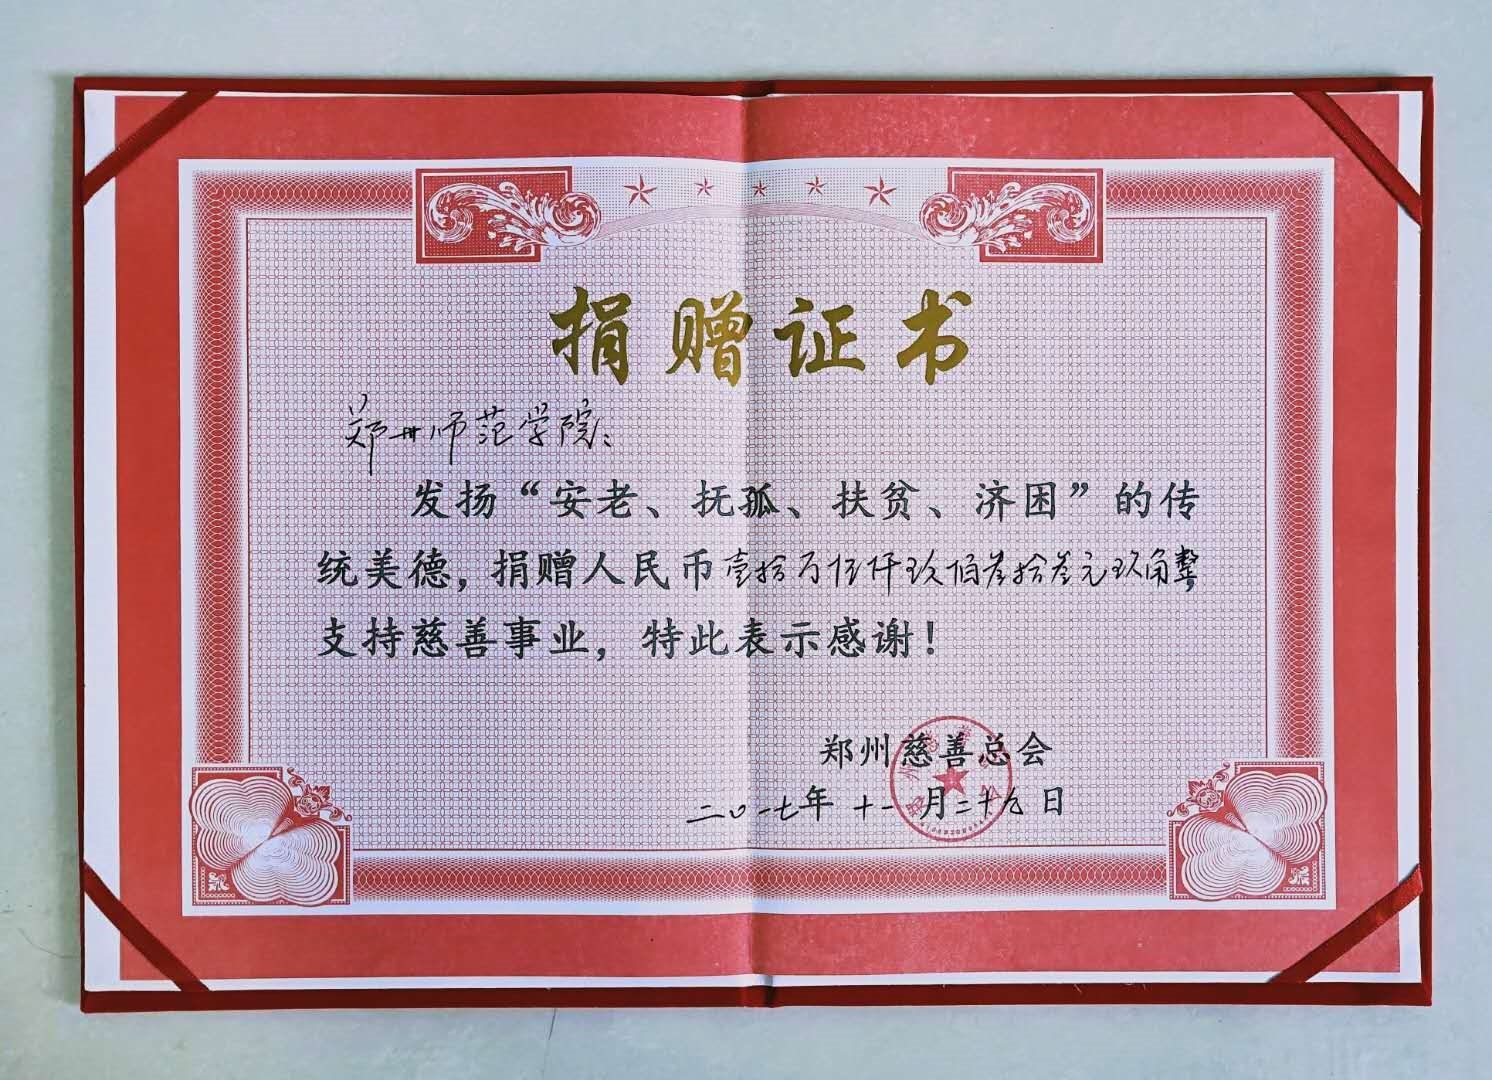 捐赠证书
郑州师范学院：
发扬“安老、抚孤、扶贫、济困”的传
统美德，捐赠人民币壹拾万伍仟玖佰叁拾叁元玖角整，
支持慈善事业，特此表示感谢！
郑州慈善总会
二〇一七年十一月二十九日